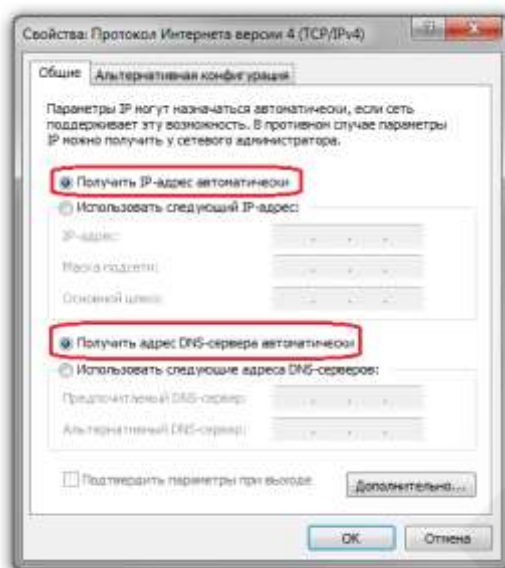 Свойства: Протокол Интернета версии 4 (TCP/IPv4)
Общие
Альтернативная конфигурация
Параметры IP могут назначаться автоматически, если сеть
поддерживает эту возможность. В противном случае параметры
IP можно получить у сетевого администратора.
Получить IP-адрес автоматически
Использовать следующий IP-адрес:
IP-адрес:
Маска подсети:
Основной шлюз:
Получить адрес DNS-сервера автоматически
Использовать следующие адреса DNS-серверов:
Предпочитаемый DNS-сервер:
Альтернативный DNS-сервер:
Подтвердить параметры при выходе
Дополнительно...
ОК
Отмена